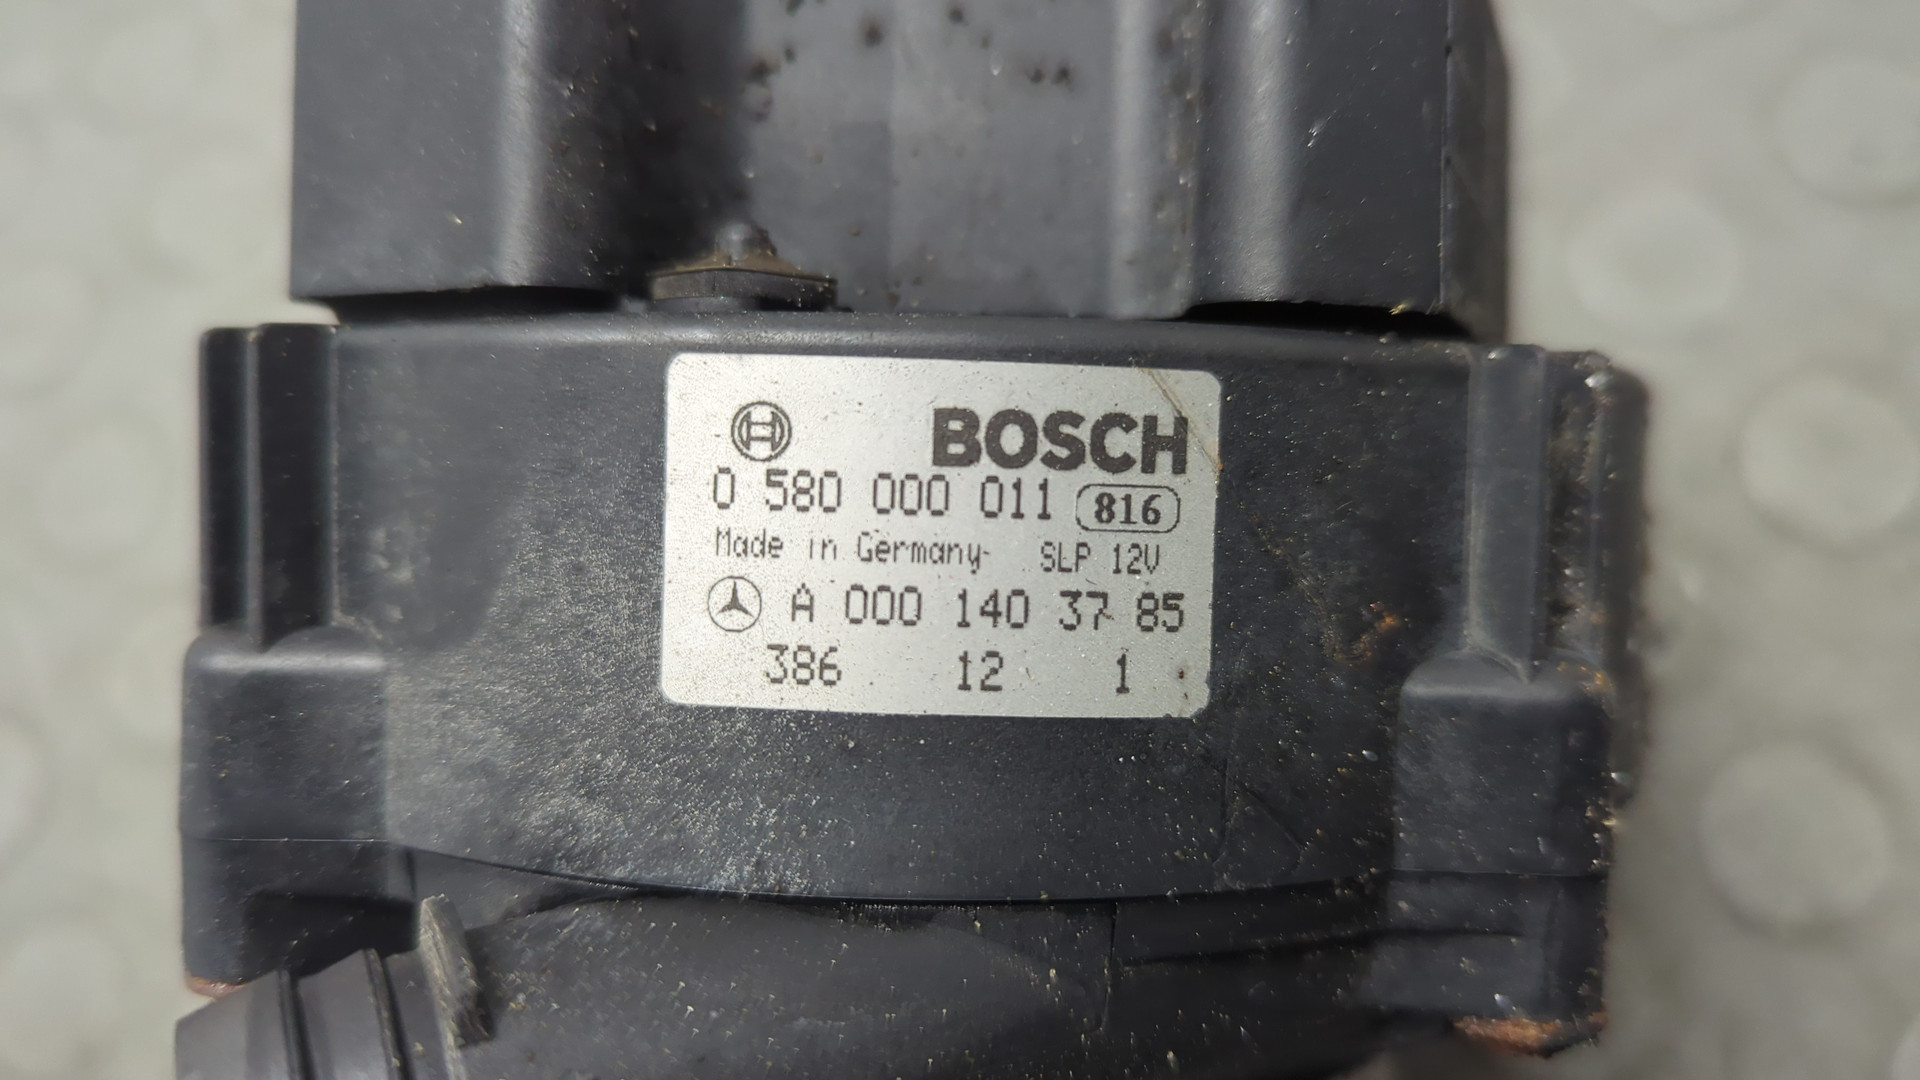 BOSCH
0 580 000 011 816
Made in Germany SLP 12V
A 000 140 37 85
386 12 1